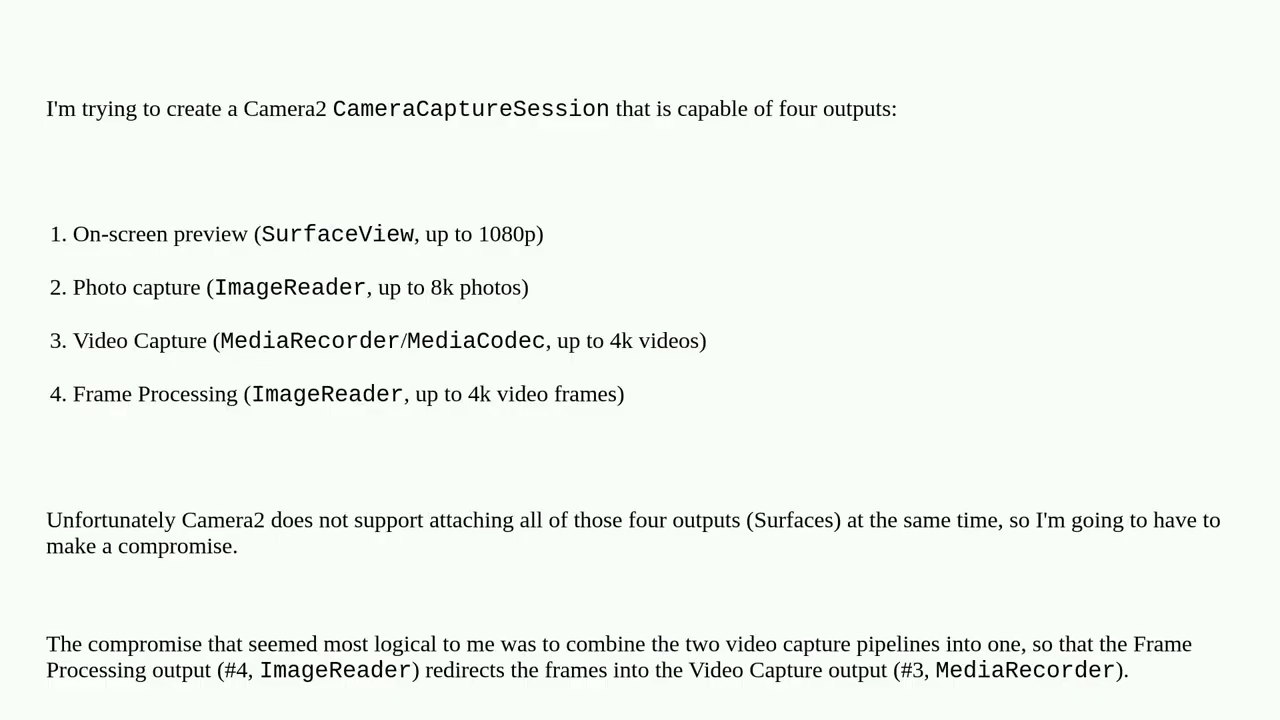 I'm trying to create a Camera2 CameraCaptureSession that is capable of four outputs:
1. On-screen preview (SurfaceView, up to 1080p)
2. Photo capture (ImageReader, up to 8k photos)
3. Video Capture (MediaRecorder/MediaCodec, up to 4k videos)
4. Frame Processing (ImageReader, up to 4k video frames)
Unfortunately Camera2 does not support attaching all of those four outputs (Surfaces) at the same time, so I'm going to have to
make a compromise.
The compromise that seemed most logical to me was to combine the two video capture pipelines into one, so that the Frame
Processing output (#4, ImageReader) redirects the frames into the Video Capture output (#3, MediaRecorder).